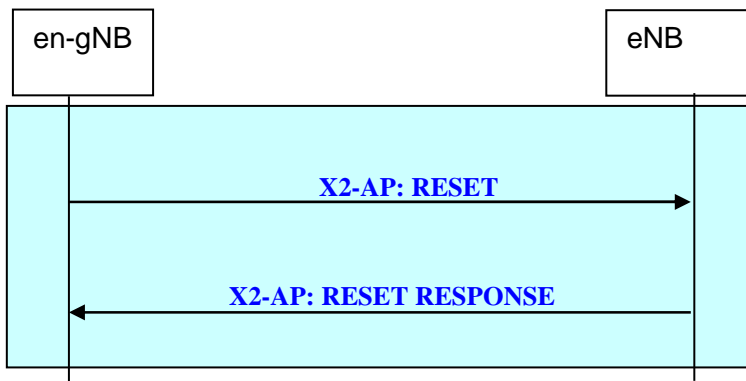 en-gNB
eNB
X2-AP: RESET
X2-AP: RESET RESPONSE